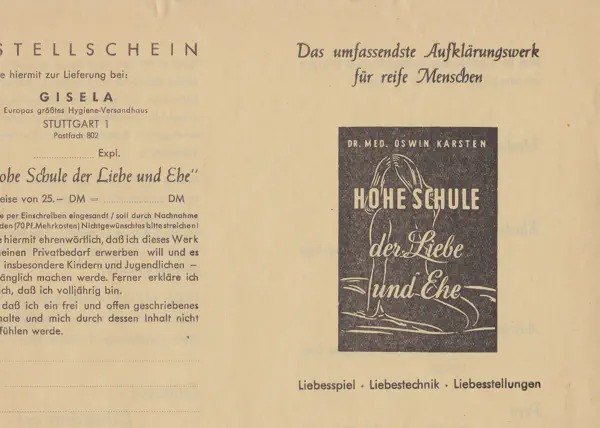 STELLSCHEIN
e hiermit zur Lieferung bei:
GISELA
Europas größtes Hygiene-Versandhaus
STUTTGART 1
Postfach 802
Expl.
ohe Schule der Liebe und Ehe"
eise von 25.– DM = DM
e per Einschreiben eingesandt / soll durch Nachnahme
den (70 Pf. Mehrkosten) Nichtgewünschtes bitte streichen!
e hiermit ehrenwörtlich, daß ich dieses Werk
einen Privatbedarf erwerben will und es
insbesondere Kindern und Jugendlichen –
änglich machen werde. Ferner erkläre ich
ich, daß ich volljährig bin.
daß ich ein frei und offen geschriebenes
halte und mich durch dessen Inhalt nicht
fühlen werde.
Das umfassendste Aufklärungswerk
für reife Menschen
DR. MED. OSWIN KARSTEN
HOHE SCHULE
der Liebe
und Ehe
Liebesspiel · Liebestechnik · Liebesstellungen